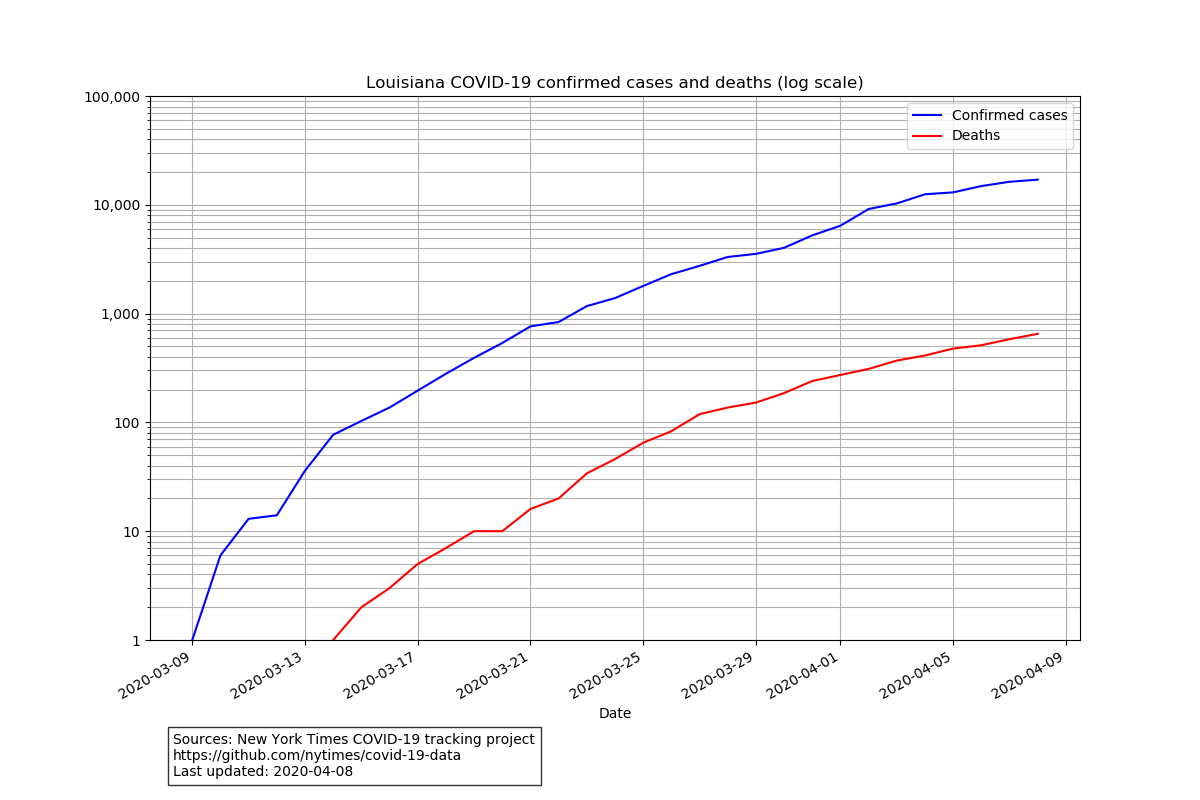 Louisiana COVID-19 confirmed cases and deaths (log scale)
100,000
10,000
1,000
100
10
1
Confirmed cases
Deaths
2020-03-09
2020-03-13
2020-03-17
2020-03-21
2020-03-25
2020-03-29
2020-04-01
2020-04-05
2020-04-09
Date
Sources: New York Times COVID-19 tracking project
https://github.com/nytimes/covid-19-data
Last updated: 2020-04-08